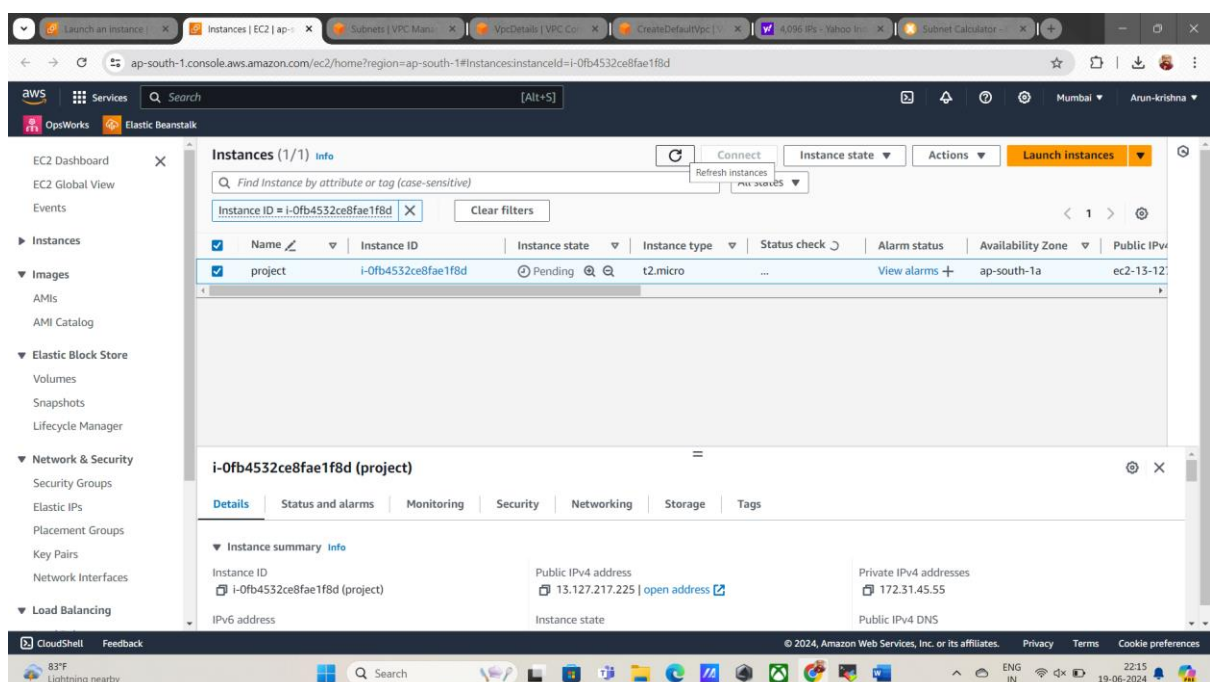 Launch an instance
Instances | EC2 | ap-s
Subnets | VPC Mana
VpcDetails | VPC Co
CreateDefaultVpc | V
4,096 IPs - Yahoo In
Subnet Calculator -
ap-south-1.console.aws.amazon.com/ec2/home?region=ap-south-1#Instances:instanceId=i-0fb4532ce8fae1f8d
aws Services Search [Alt+S] Mumbai Arun-krishna
OpsWorks Elastic Beanstalk
EC2 Dashboard
EC2 Global View
Events
Instances
Images
AMIs
AMI Catalog
Elastic Block Store
Volumes
Snapshots
Lifecycle Manager
Network & Security
Security Groups
Elastic IPs
Placement Groups
Key Pairs
Network Interfaces
Load Balancing
Instances (1/1) Info Connect Instance state Actions Launch instances
Refresh instances
Find Instance by attribute or tag (case-sensitive) All states
Instance ID = i-0fb4532ce8fae1f8d Clear filters 1
Name Instance ID Instance state Instance type Status check Alarm status Availability Zone Public IPv4
project i-0fb4532ce8fae1f8d Pending t2.micro ... View alarms + ap-south-1a ec2-13-127
i-0fb4532ce8fae1f8d (project)
Details Status and alarms Monitoring Security Networking Storage Tags
Instance summary Info
Instance ID Public IPv4 address Private IPv4 addresses
i-0fb4532ce8fae1f8d (project) 13.127.217.225 | open address 172.31.45.55
IPv6 address Instance state Public IPv4 DNS
CloudShell Feedback © 2024, Amazon Web Services, Inc. or its affiliates. Privacy Terms Cookie preferences
83°F Search ENG 22:15
Lightning nearby IN 19-06-2024